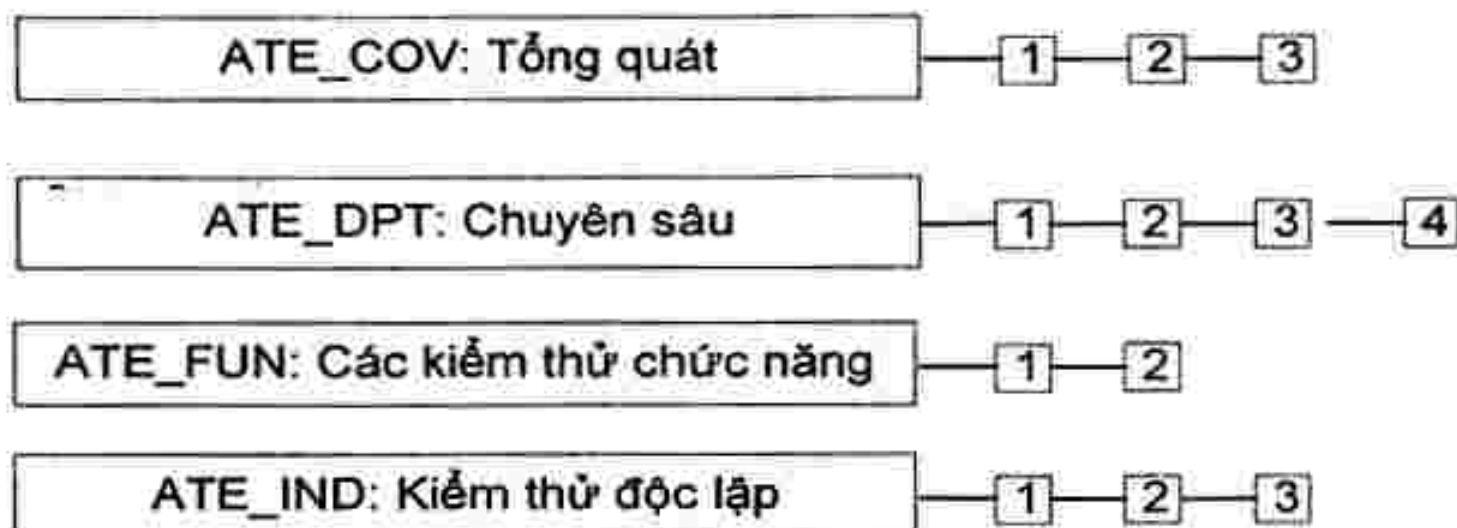 ATE_COV: Tổng quát 1 2 3
ATE_DPT: Chuyên sâu 1 2 3 4
ATE_FUN: Các kiểm thử chức năng 1 2
ATE_IND: Kiểm thử độc lập 1 2 3